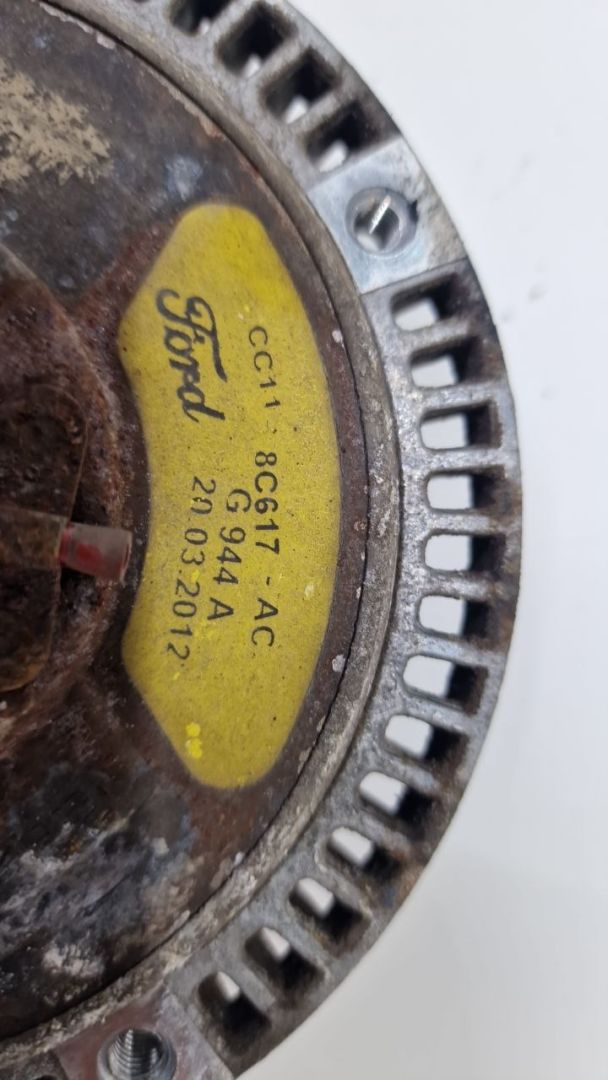 Ford
CC11 - 8C617 - AC
G 944 A
20.03.2012